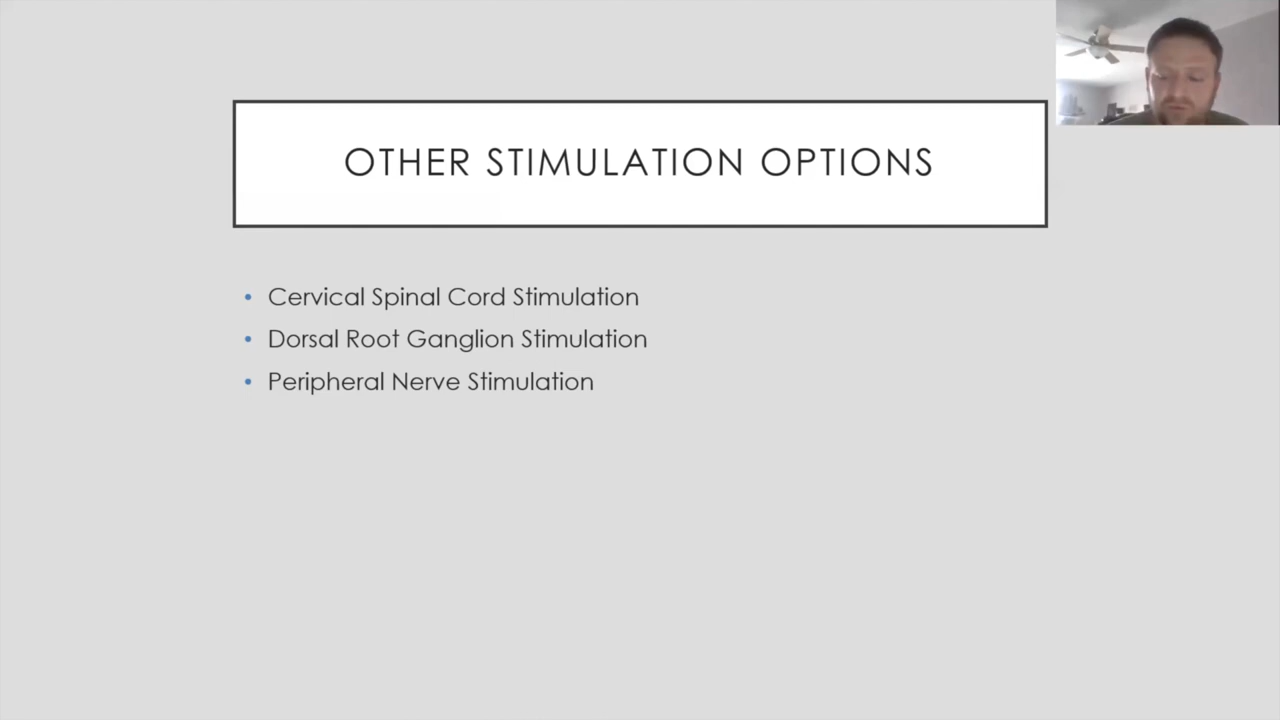 OTHER STIMULATION OPTIONS
• Cervical Spinal Cord Stimulation
• Dorsal Root Ganglion Stimulation
• Peripheral Nerve Stimulation